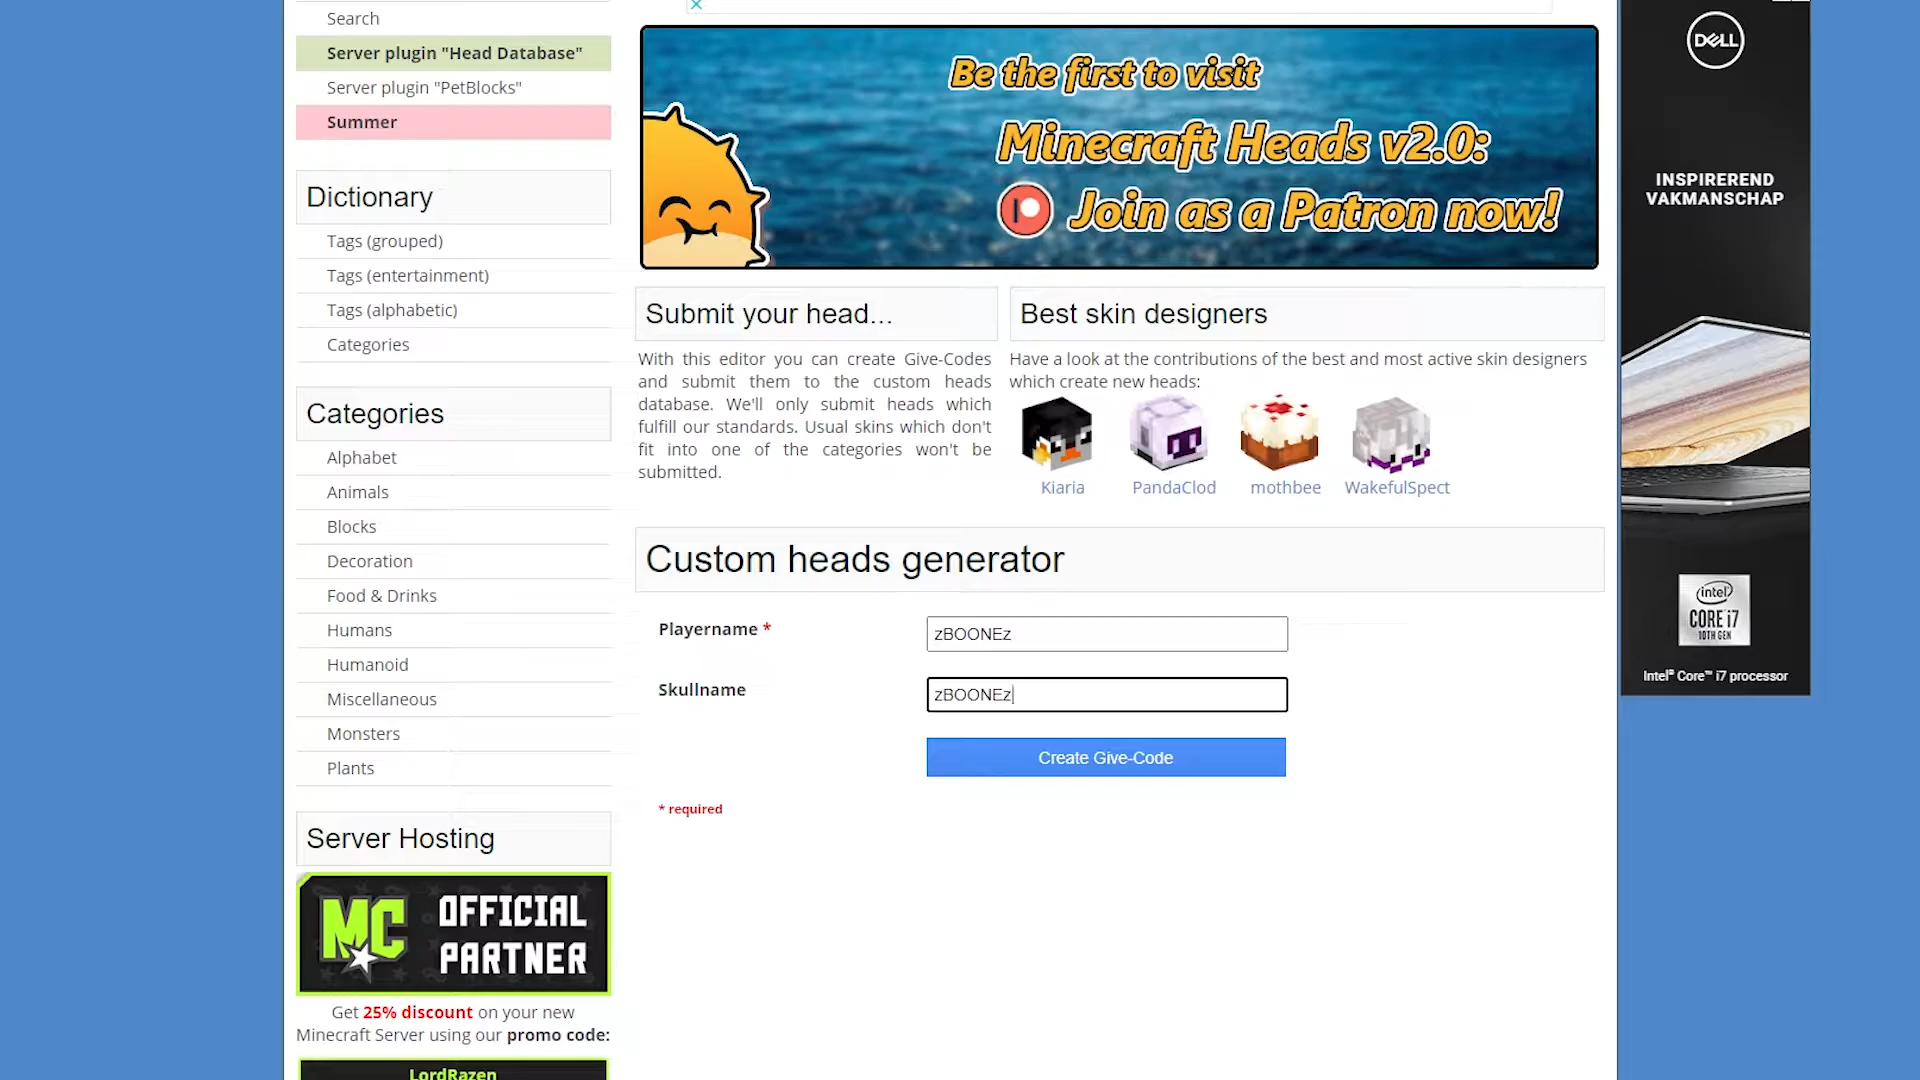 Search
Server plugin "Head Database"
Server plugin "PetBlocks"
Summer
Dictionary
Tags (grouped)
Tags (entertainment)
Tags (alphabetic)
Categories
Categories
Alphabet
Animals
Blocks
Decoration
Food & Drinks
Humans
Humanoid
Miscellaneous
Monsters
Plants
Server Hosting
MC OFFICIAL
PARTNER
Get 25% discount on your new
Minecraft Server using our promo code:
LordRazen
Be the first to visit
Minecraft Heads v2.0:
Join as a Patron now!
Submit your head...
With this editor you can create Give-Codes
and submit them to the custom heads
database. We'll only submit heads which
fulfill our standards. Usual skins which don't
fit into one of the categories won't be
submitted.
Best skin designers
Have a look at the contributions of the best and most active skin designers
which create new heads:
Kiaria PandaClod mothbee WakefulSpect
Custom heads generator
Playername * zBOONEz
Skullname zBOONEz
Create Give-Code
* required
DELL
INSPIREREND
VAKMANSCHAP
intel
CORE i7
10TH GEN
Intel® Core™ i7 processor